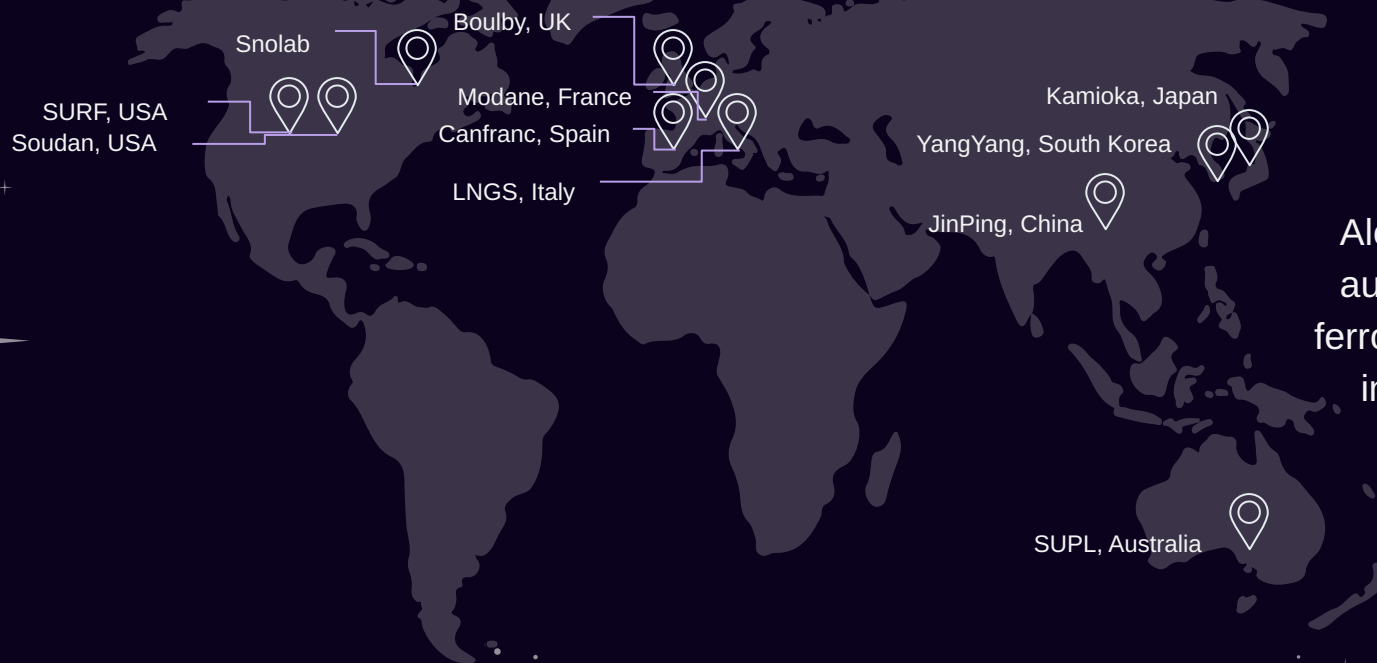 Boulby, UK
Snolab
SURF, USA
Soudan, USA
Modane, France
Canfranc, Spain
LNGS, Italy
Kamioka, Japan
YangYang, South Korea
JinPing, China
SUPL, Australia